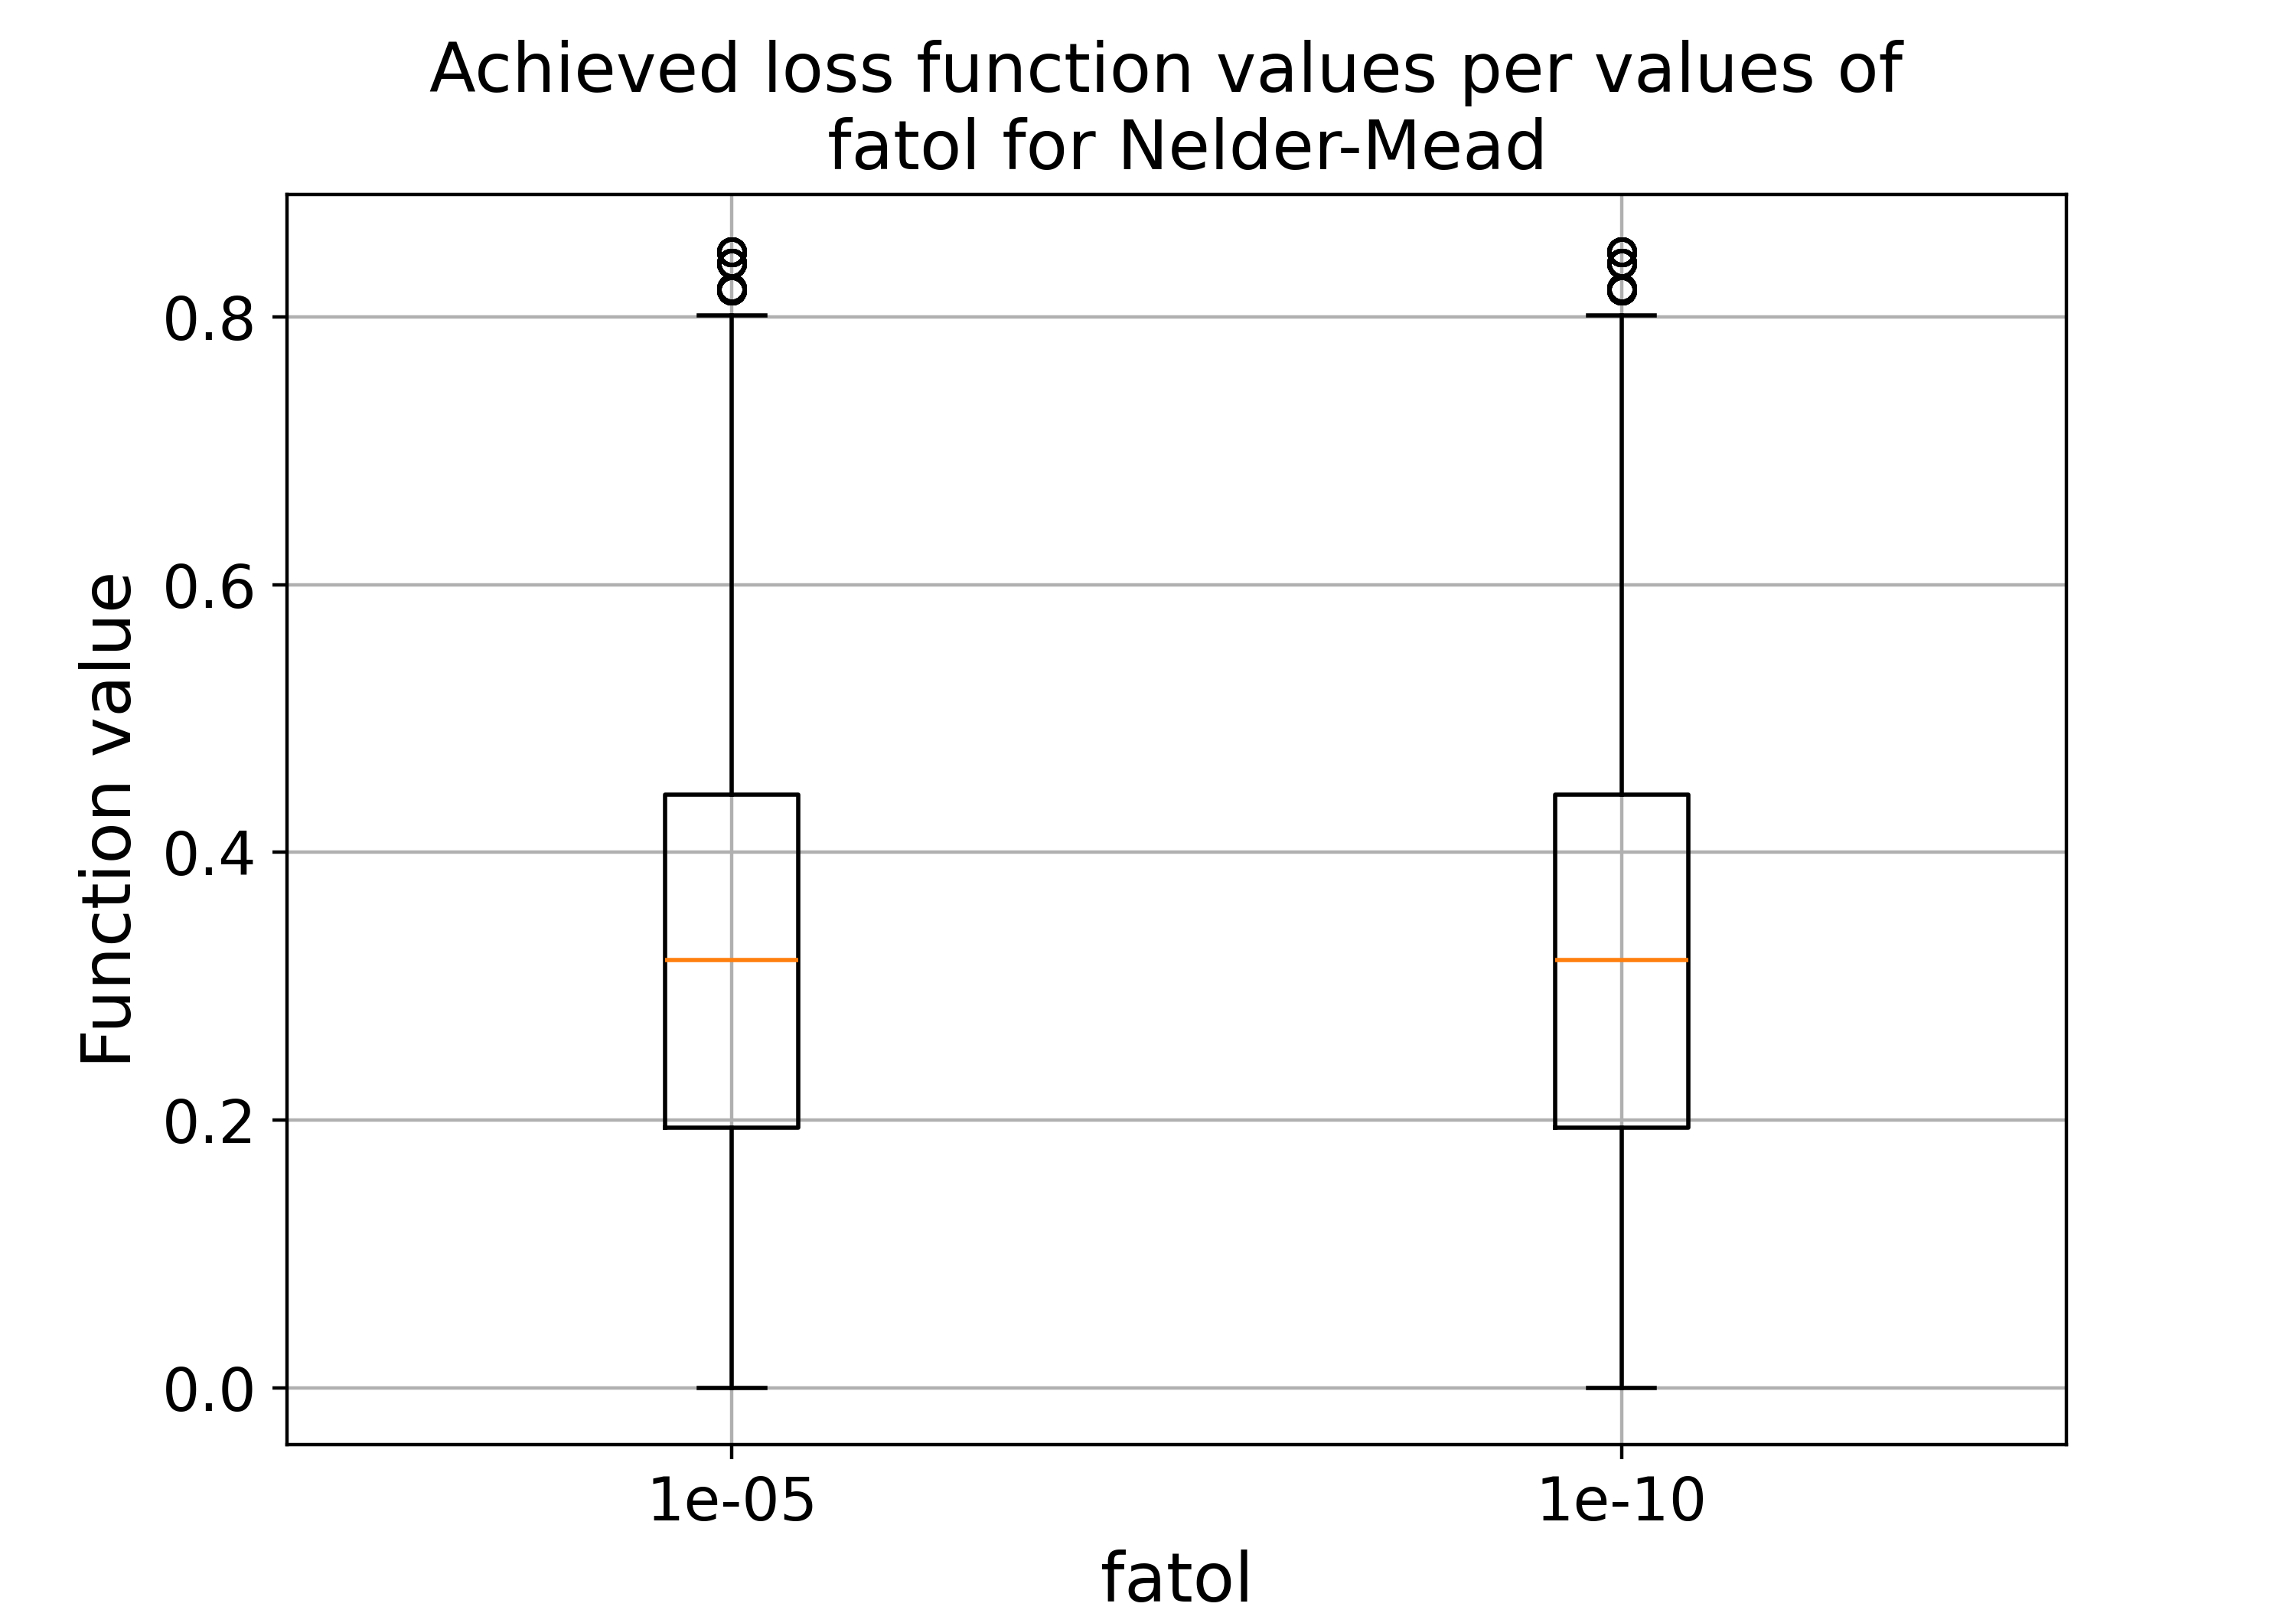 Achieved loss function values per values of
fatol for Nelder-Mead
Function value
0.8
0.6
0.4
0.2
0.0
1e-05
1e-10
fatol